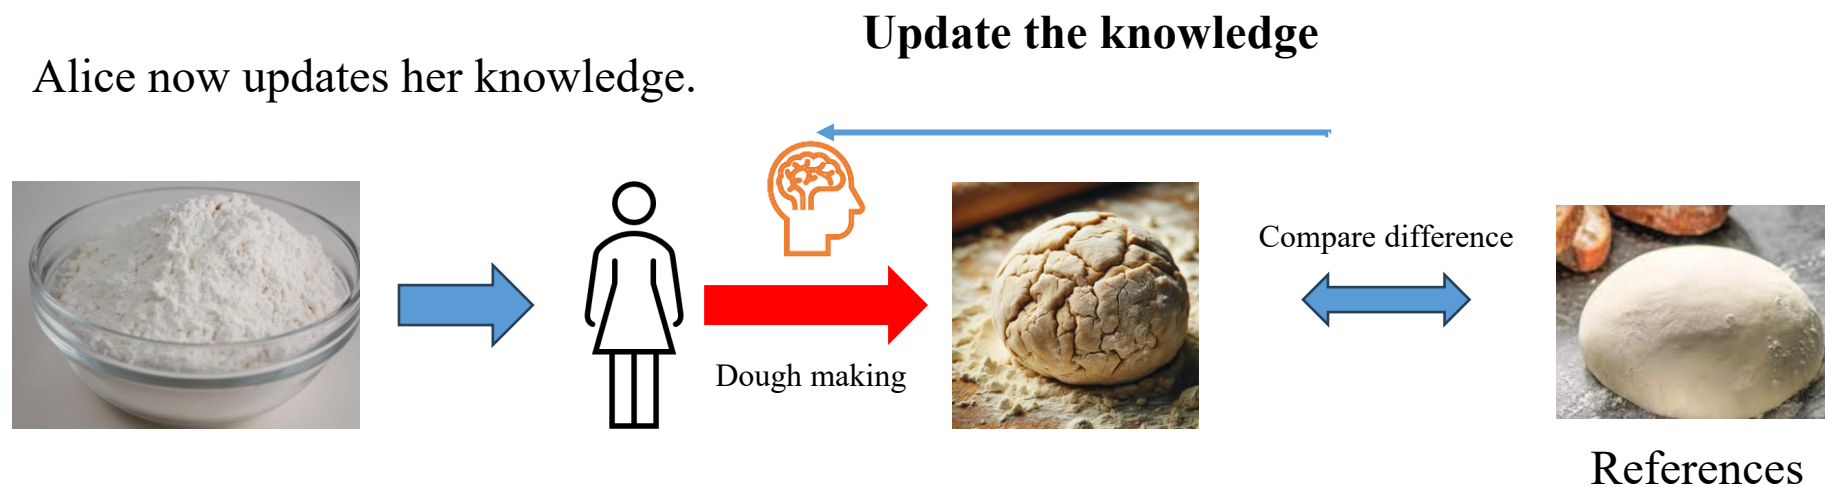 Update the knowledge
Alice now updates her knowledge.
Compare difference
Dough making
References